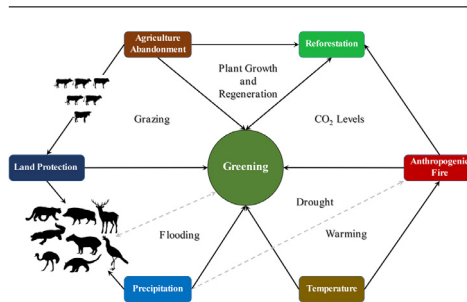 Agriculture
Abandonment
Reforestation
Plant Growth
and
Regeneration
Grazing
CO₂ Levels
Land Protection
Greening
Anthropogenic
Fire
Drought
Flooding
Warming
Precipitation
Temperature